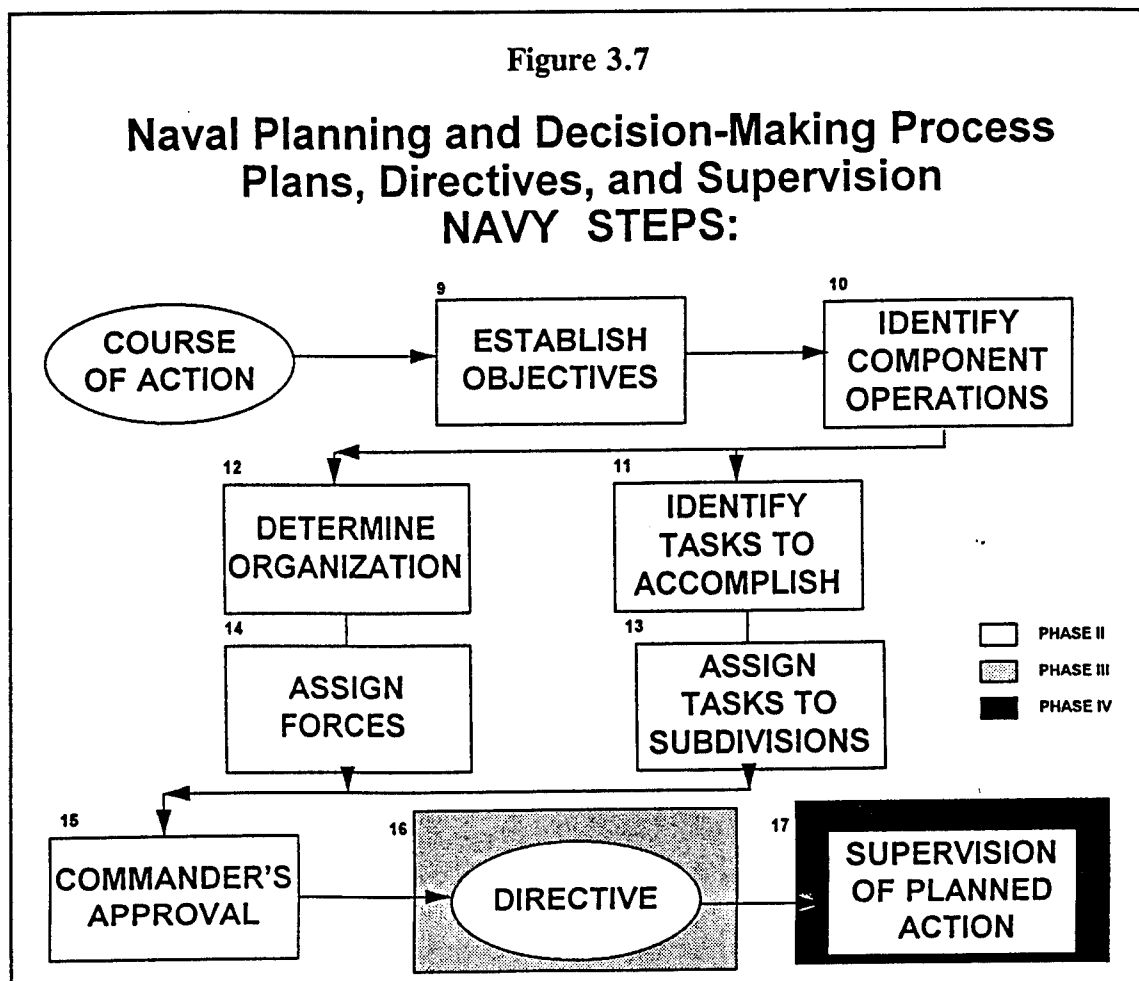 Figure 3.7
Naval Planning and Decision-Making Process
Plans, Directives, and Supervision
NAVY STEPS:
COURSE
OF ACTION
9
ESTABLISH
OBJECTIVES
10
IDENTIFY
COMPONENT
OPERATIONS
12
DETERMINE
ORGANIZATION
11
IDENTIFY
TASKS TO
ACCOMPLISH
14
ASSIGN
FORCES
13
ASSIGN
TASKS TO
SUBDIVISIONS
PHASE II
PHASE III
PHASE IV
15
COMMANDER'S
APPROVAL
16
DIRECTIVE
17
SUPERVISION
OF PLANNED
ACTION